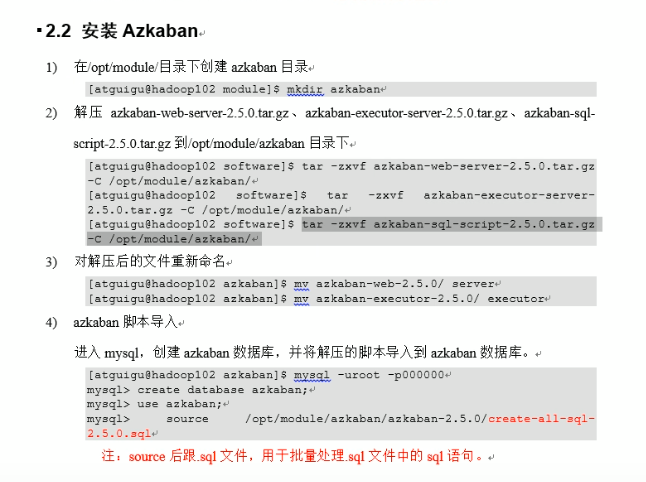 2.2 安装 Azkaban
1) 在/opt/module/目录下创建 azkaban 目录
[atguigu@hadoop102 module]$ mkdir azkaban
2) 解压 azkaban-web-server-2.5.0.tar.gz、azkaban-executor-server-2.5.0.tar.gz、azkaban-sql-
script-2.5.0.tar.gz 到/opt/module/azkaban 目录下
[atguigu@hadoop102 software]$ tar -zxvf azkaban-web-server-2.5.0.tar.gz
-C /opt/module/azkaban/
[atguigu@hadoop102 software]$ tar -zxvf azkaban-executor-server-
2.5.0.tar.gz -C /opt/module/azkaban/
[atguigu@hadoop102 software]$ tar -zxvf azkaban-sql-script-2.5.0.tar.gz
-C /opt/module/azkaban/
3) 对解压后的文件重新命名
[atguigu@hadoop102 azkaban]$ mv azkaban-web-2.5.0/ server
[atguigu@hadoop102 azkaban]$ mv azkaban-executor-2.5.0/ executor
4) azkaban 脚本导入
进入 mysql，创建 azkaban 数据库，并将解压的脚本导入到 azkaban 数据库。
[atguigu@hadoop102 azkaban]$ mysql -uroot -p000000
mysql> create database azkaban;
mysql> use azkaban;
mysql> source /opt/module/azkaban/azkaban-2.5.0/create-all-sql-
2.5.0.sql
注：source 后跟.sql 文件，用于批量处理.sql 文件中的 sql 语句。